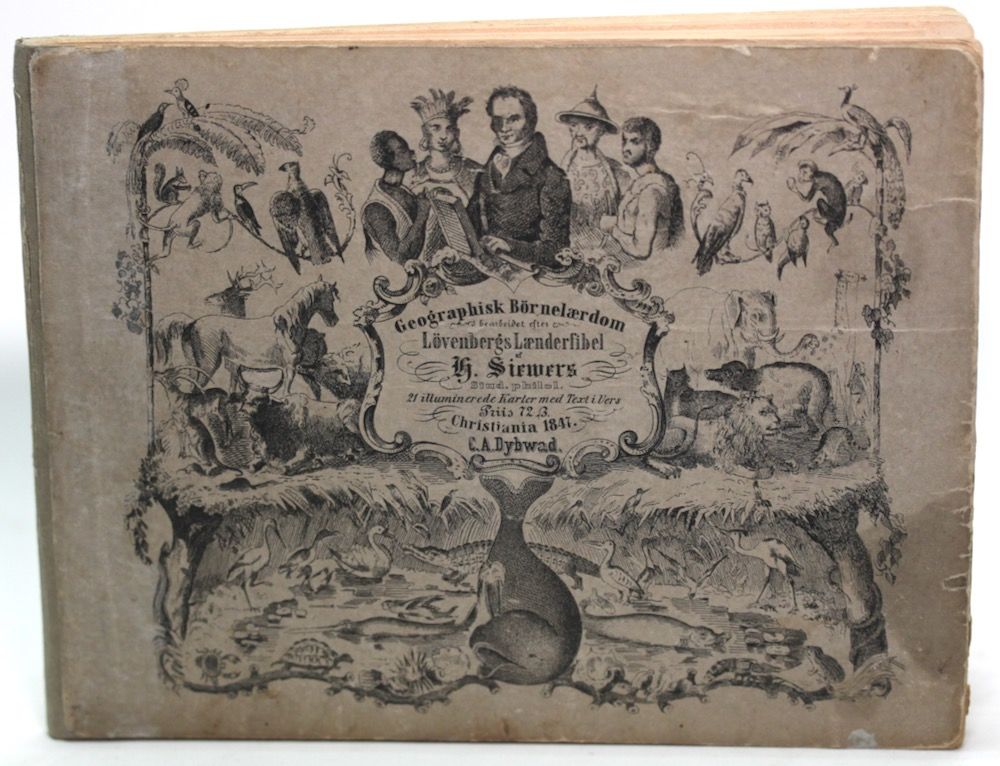 Geographisk Börnelærdom
bearbeidet efter
Lövenbergs Lænderfibel
af
H. Siewers
Stud. philol.
21 illuminerede Karter med Text i Vers
Priis 72 ß.
Christiania 1847.
C.A. Dybwad.